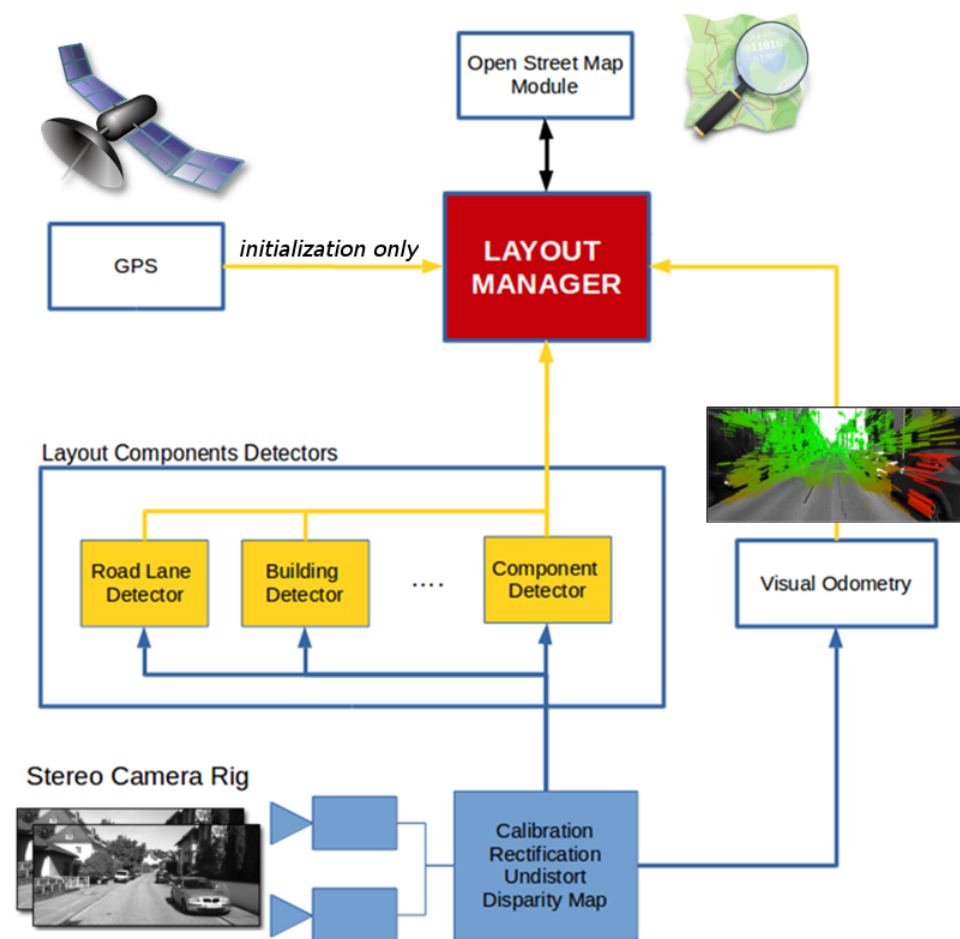 Open Street Map
Module
GPS
initialization only
LAYOUT
MANAGER
Layout Components Detectors
Road Lane
Detector
Building
Detector
....
Component
Detector
Visual Odometry
Stereo Camera Rig
Calibration
Rectification
Undistort
Disparity Map